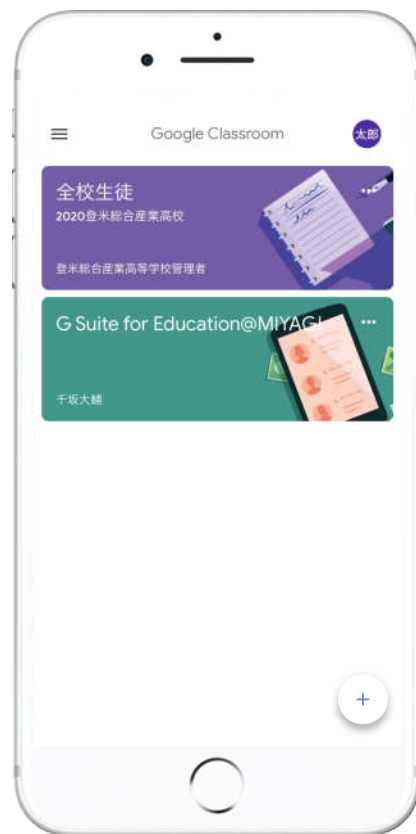 Google Classroom
太郎
全校生徒
2020登米総合産業高校
登米総合産業高等学校管理者
G Suite for Education@MIYAGI
千坂大輔